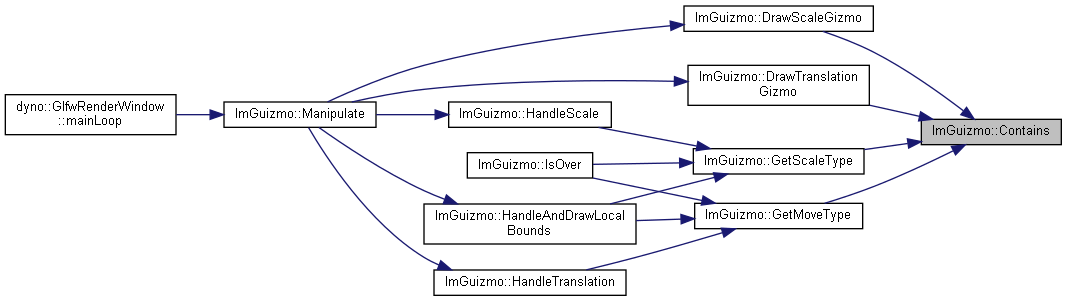 ImGuizmo::DrawScaleGizmo
ImGuizmo::DrawTranslation
Gizmo
dyno::GlfwRenderWindow
::mainLoop
ImGuizmo::Manipulate
ImGuizmo::HandleScale
ImGuizmo::Contains
ImGuizmo::IsOver
ImGuizmo::GetScaleType
ImGuizmo::HandleAndDrawLocal
Bounds
ImGuizmo::GetMoveType
ImGuizmo::HandleTranslation